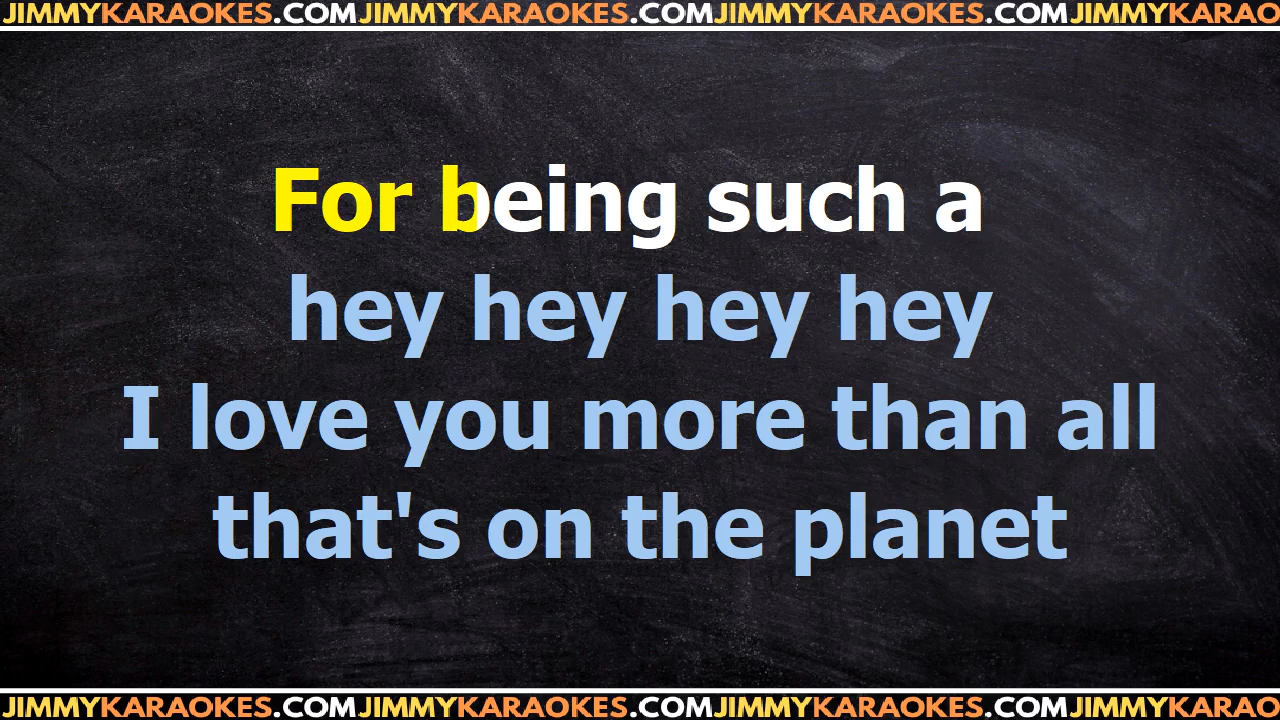 JIMMYKARAOKES.COMJIMMYKARAOKES.COMJIMMYKARAOKES.COMJIMMYKARAO
For being such a
hey hey hey hey
I love you more than all
that's on the planet
JIMMYKARAOKES.COMJIMMYKARAOKES.COMJIMMYKARAOKES.COMJIMMYKARAO